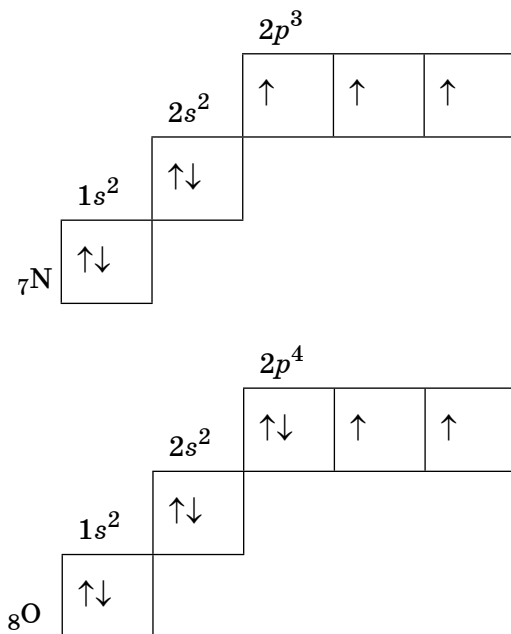 2p³
↑ ↑ ↑
2s²
↑↓
1s²
↑↓
₇N
2p⁴
↑↓ ↑ ↑
2s²
↑↓
1s²
↑↓
₈O